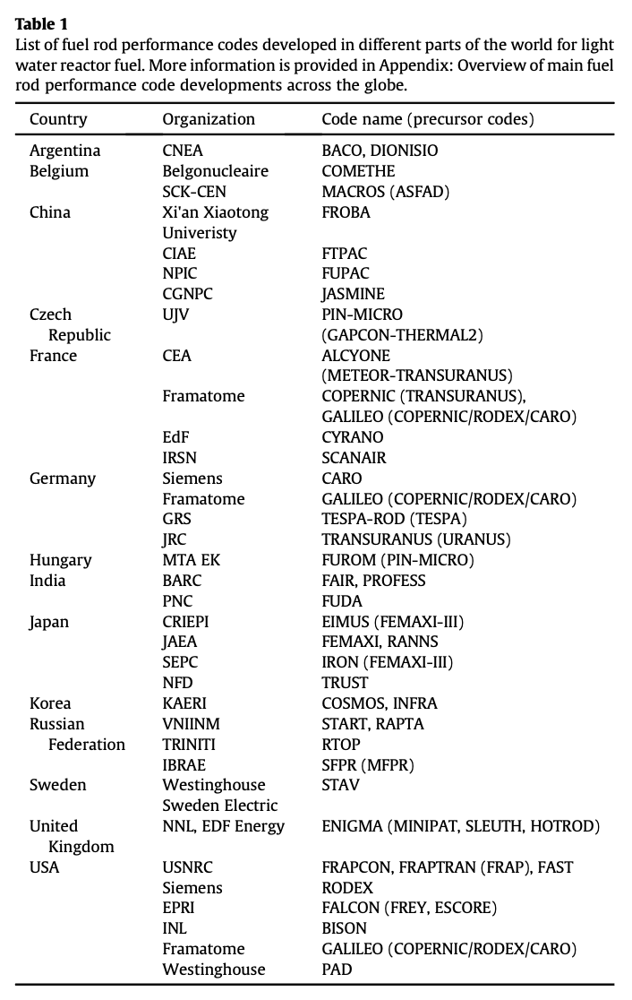 Table 1
List of fuel rod performance codes developed in different parts of the world for light
water reactor fuel. More information is provided in Appendix: Overview of main fuel
rod performance code developments across the globe.
Country Organization Code name (precursor codes)
Argentina CNEA BACO, DIONISIO
Belgium Belgonucleaire COMETHE
SCK-CEN MACROS (ASFAD)
China Xi'an Xiaotong FROBA
Univeristy
CIAE FTPAC
NPIC FUPAC
CGNPC JASMINE
Czech UJV PIN-MICRO
Republic (GAPCON-THERMAL2)
France CEA ALCYONE
(METEOR-TRANSURANUS)
Framatome COPERNIC (TRANSURANUS),
GALILEO (COPERNIC/RODEX/CARO)
EdF CYRANO
IRSN SCANAIR
Germany Siemens CARO
Framatome GALILEO (COPERNIC/RODEX/CARO)
GRS TESPA-ROD (TESPA)
JRC TRANSURANUS (URANUS)
Hungary MTA EK FUROM (PIN-MICRO)
India BARC FAIR, PROFESS
PNC FUDA
Japan CRIEPI EIMUS (FEMAXI-III)
JAEA FEMAXI, RANNS
SEPC IRON (FEMAXI-III)
NFD TRUST
Korea KAERI COSMOS, INFRA
Russian VNIINM START, RAPTA
Federation TRINITI RTOP
IBRAE SFPR (MFPR)
Sweden Westinghouse STAV
Sweden Electric
United NNL, EDF Energy ENIGMA (MINIPAT, SLEUTH, HOTROD)
Kingdom
USA USNRC FRAPCON, FRAPTRAN (FRAP), FAST
Siemens RODEX
EPRI FALCON (FREY, ESCORE)
INL BISON
Framatome GALILEO (COPERNIC/RODEX/CARO)
Westinghouse PAD